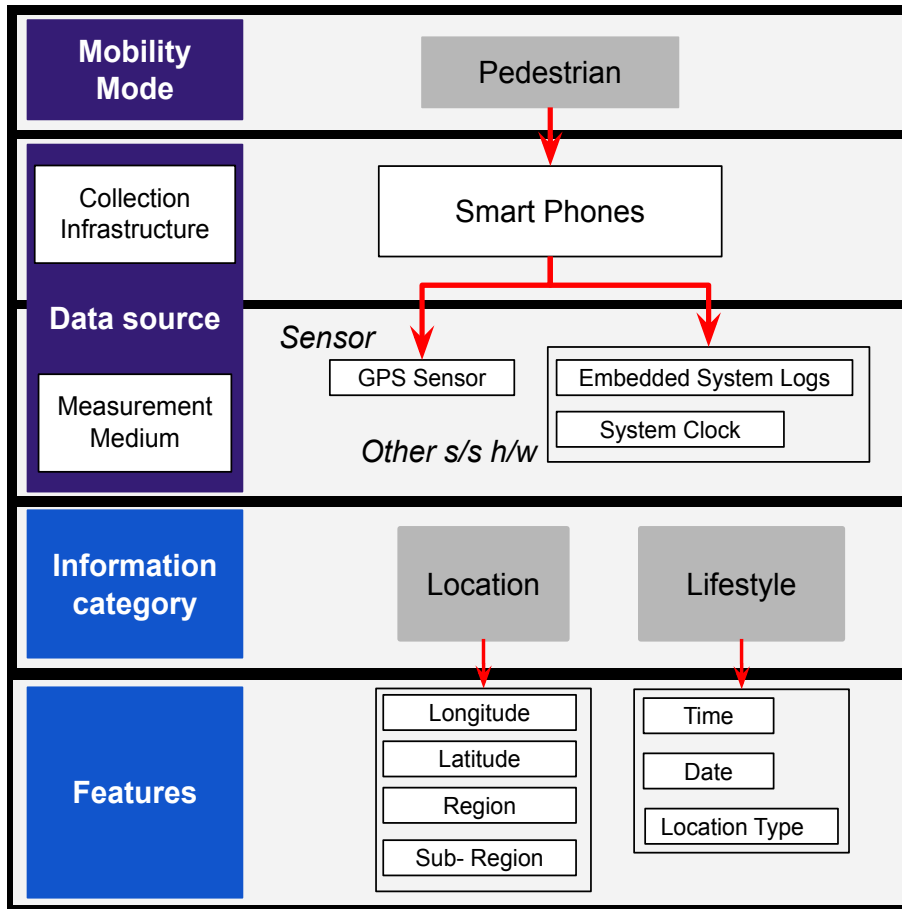 Mobility
Mode
Pedestrian
Collection
Infrastructure
Smart Phones
Data source
Sensor
GPS Sensor
Embedded System Logs
Measurement
Medium
System Clock
Other s/s h/w
Information
category
Location
Lifestyle
Features
Longitude
Latitude
Region
Sub- Region
Time
Date
Location Type